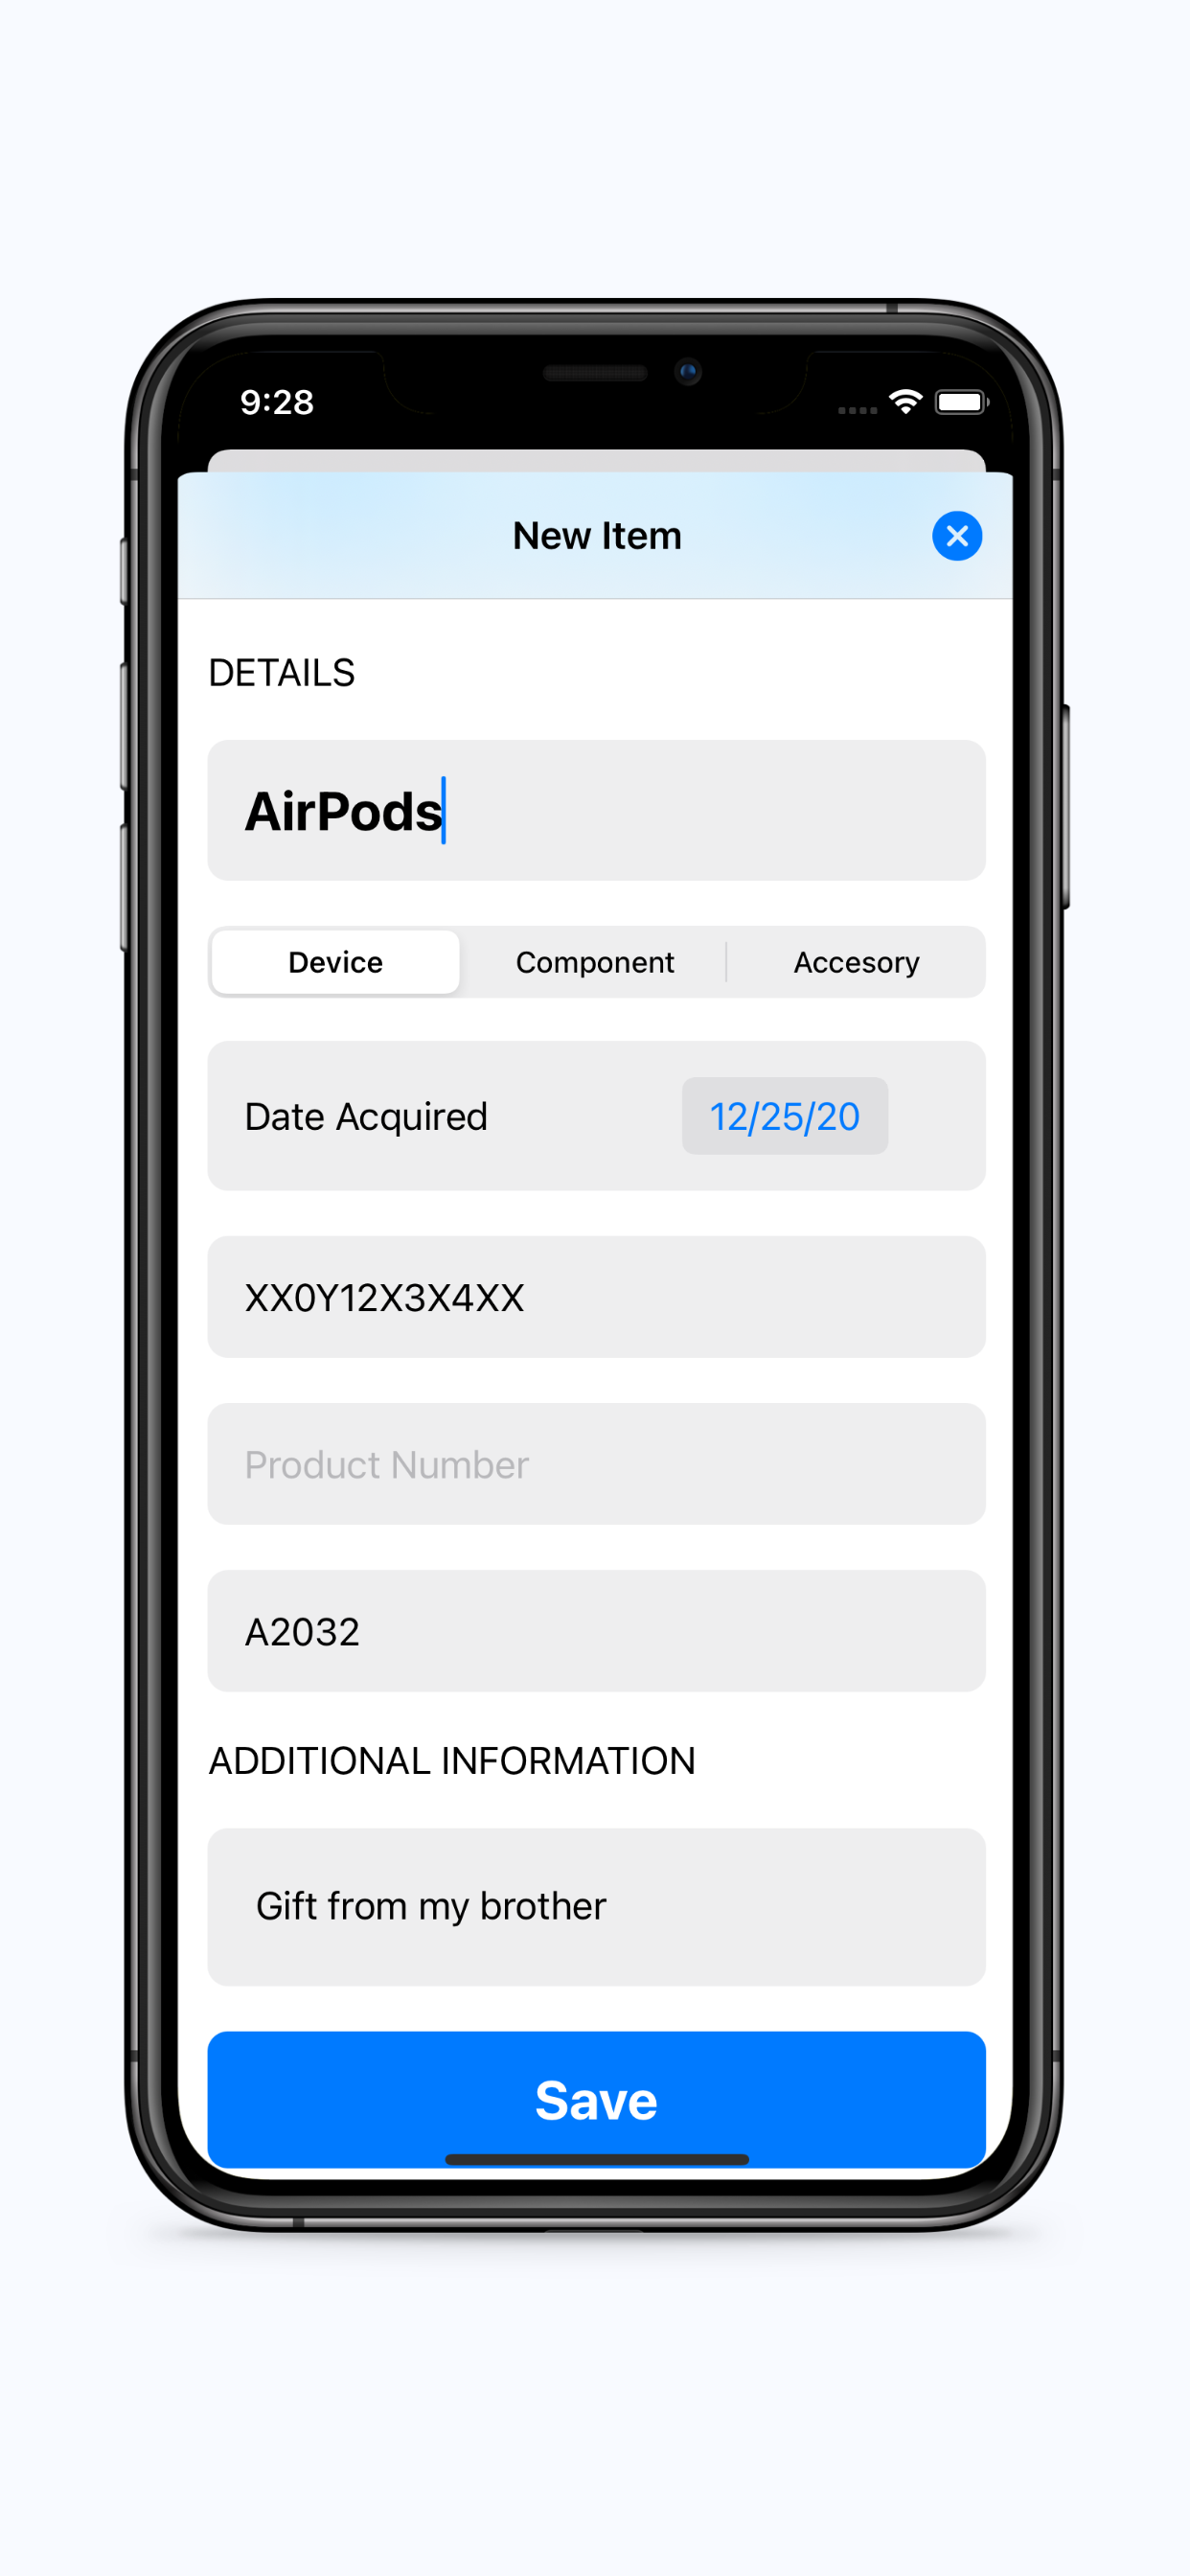 9:28
New Item
DETAILS
AirPods
Device Component Accesory
Date Acquired 12/25/20
XX0Y12X3X4XX
Product Number
A2032
ADDITIONAL INFORMATION
Gift from my brother
Save